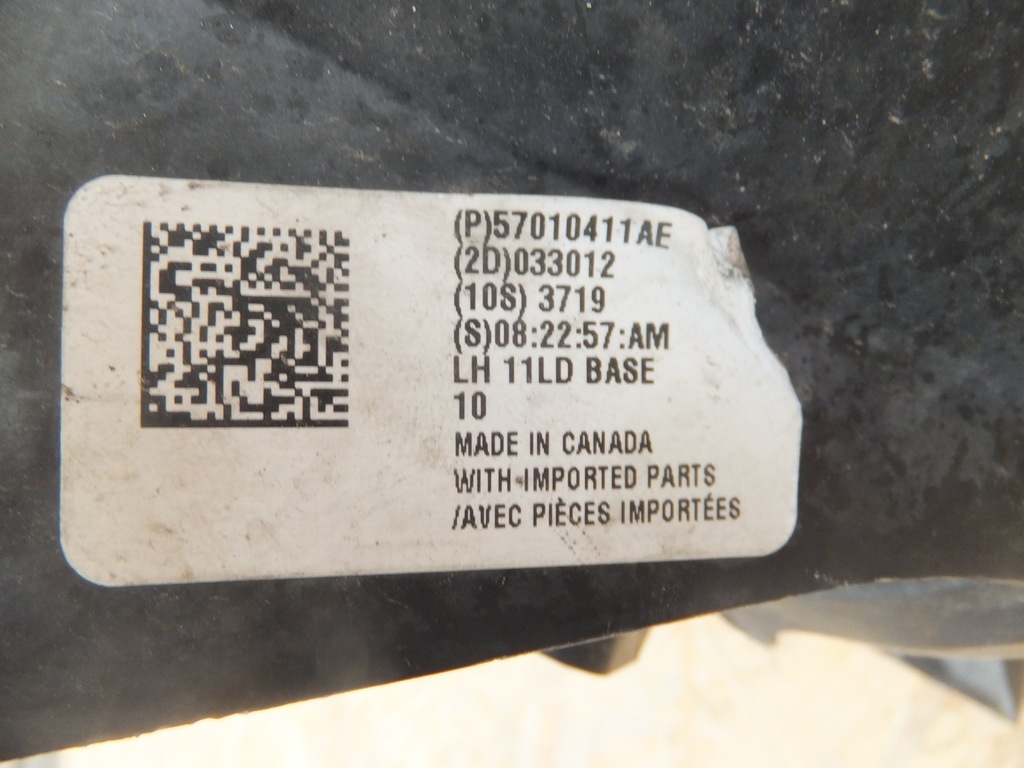 (P)57010411AE
(2D)033012
(10S) 3719
(S)08:22:57:AM
LH 11LD BASE
10
MADE IN CANADA
WITH IMPORTED PARTS
/AVEC PIÈCES IMPORTÉES